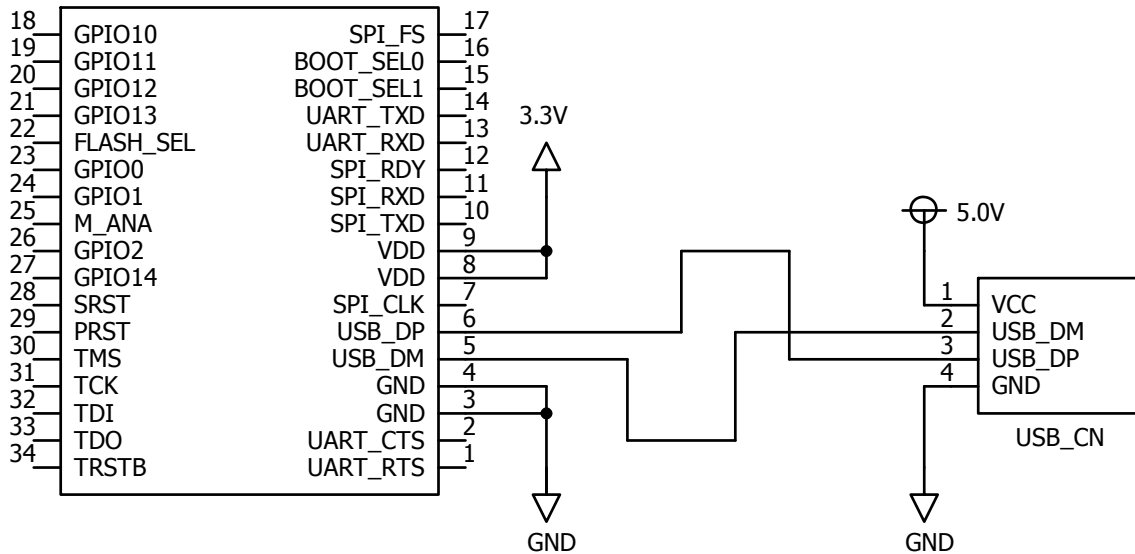 18 GPIO10 SPI_FS 17
19 GPIO11 BOOT_SEL0 16
20 GPIO12 BOOT_SEL1 15
21 GPIO13 UART_TXD 14
22 FLASH_SEL UART_RXD 13
23 GPIO0 SPI_RDY 12
24 GPIO1 SPI_RXD 11
25 M_ANA SPI_TXD 10
26 GPIO2 VDD 9
27 GPIO14 VDD 8
28 SRST SPI_CLK 7
29 PRST USB_DP 6
30 TMS USB_DM 5
31 TCK GND 4
32 TDI GND 3
33 TDO UART_CTS 2
34 TRSTB UART_RTS 1
3.3V
GND
5.0V
1 VCC
2 USB_DM
3 USB_DP
4 GND
USB_CN
GND